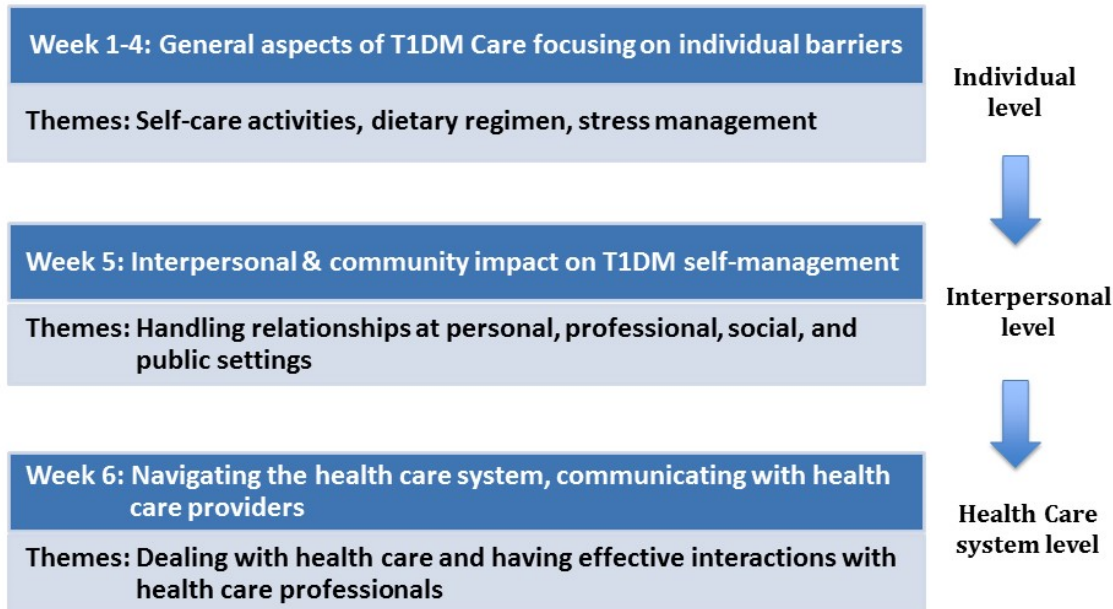 Week 1-4: General aspects of T1DM Care focusing on individual barriers
Themes: Self-care activities, dietary regimen, stress management
Individual
level
Week 5: Interpersonal & community impact on T1DM self-management
Themes: Handling relationships at personal, professional, social, and
public settings
Interpersonal
level
Week 6: Navigating the health care system, communicating with health
care providers
Themes: Dealing with health care and having effective interactions with
health care professionals
Health Care
system level